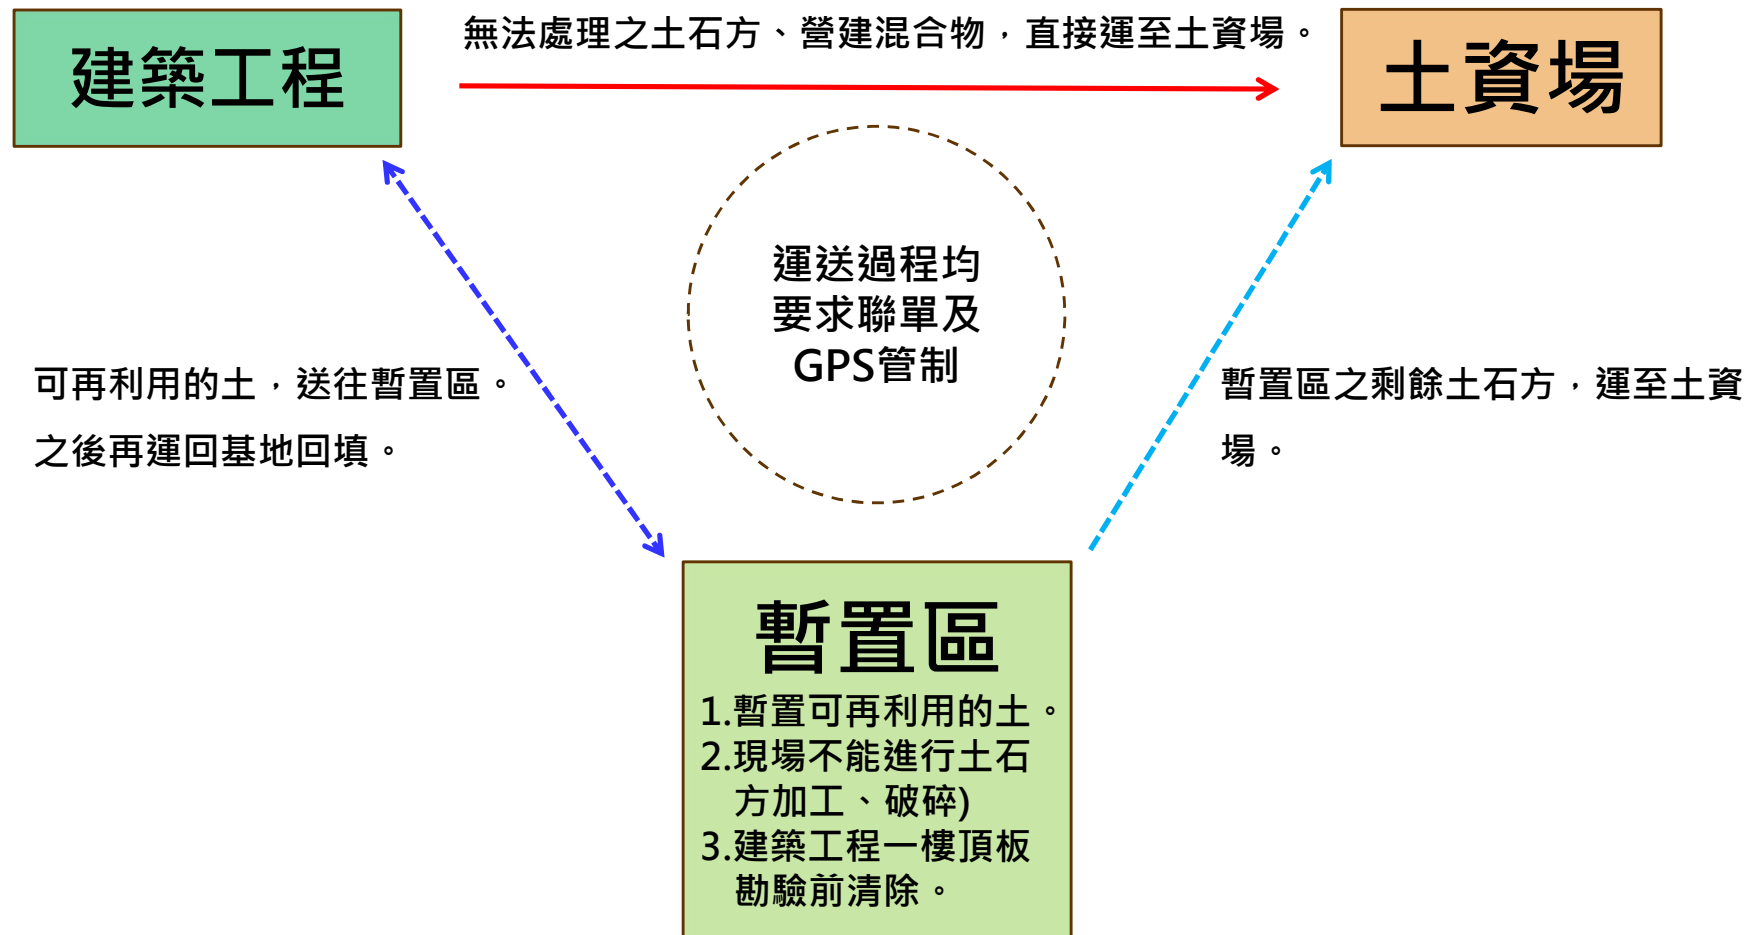 無法處理之土石方、營建混合物，直接運至土資場。
建築工程
土資場
運送過程均
要求聯單及
GPS管制
可再利用的土，送往暫置區。
之後再運回基地回填。
暫置區之剩餘土石方，運至土資
場。
暫置區
1.暫置可再利用的土。
2.現場不能進行土石
方加工、破碎)
3.建築工程一樓頂板
勘驗前清除。